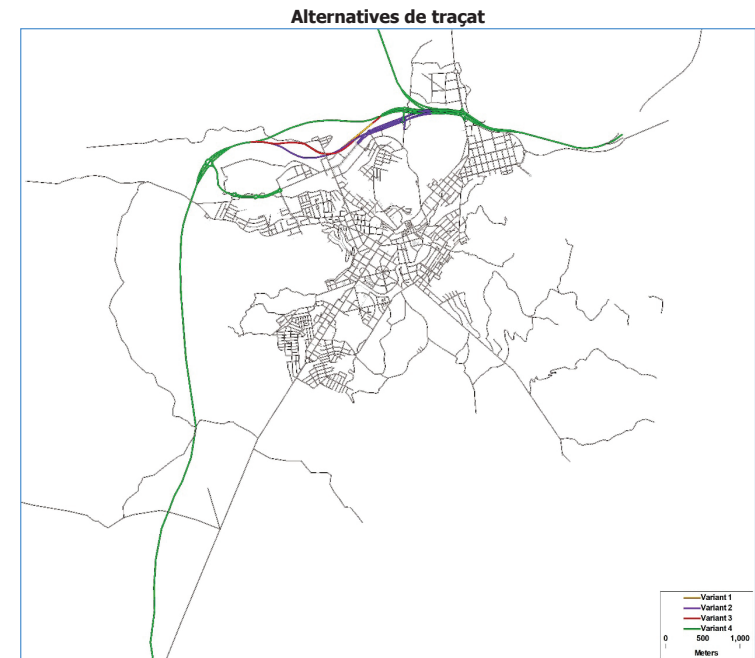 Alternatives de traçat
Variant 1
Variant 2
Variant 3
Variant 4
0 500 1,000
Meters